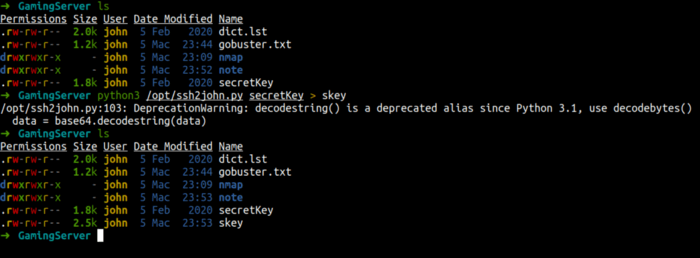 ➜ GamingServer ls
Permissions Size User Date Modified Name
.rw-rw-r-- 2.0k john 5 Feb 2020 dict.lst
.rw-rw-r-- 1.2k john 5 Mac 23:44 gobuster.txt
drwxrwxr-x - john 5 Mac 23:09 nmap
drwxrwxr-x - john 5 Mac 23:52 note
.rw-rw-r-- 1.8k john 5 Feb 2020 secretKey
➜ GamingServer python3 /opt/ssh2john.py secretKey > skey
/opt/ssh2john.py:103: DeprecationWarning: decodestring() is a deprecated alias since Python 3.1, use decodebytes()
data = base64.decodestring(data)
➜ GamingServer ls
Permissions Size User Date Modified Name
.rw-rw-r-- 2.0k john 5 Feb 2020 dict.lst
.rw-rw-r-- 1.2k john 5 Mac 23:44 gobuster.txt
drwxrwxr-x - john 5 Mac 23:09 nmap
drwxrwxr-x - john 5 Mac 23:53 note
.rw-rw-r-- 1.8k john 5 Feb 2020 secretKey
.rw-rw-r-- 2.5k john 5 Mac 23:53 skey
➜ GamingServer